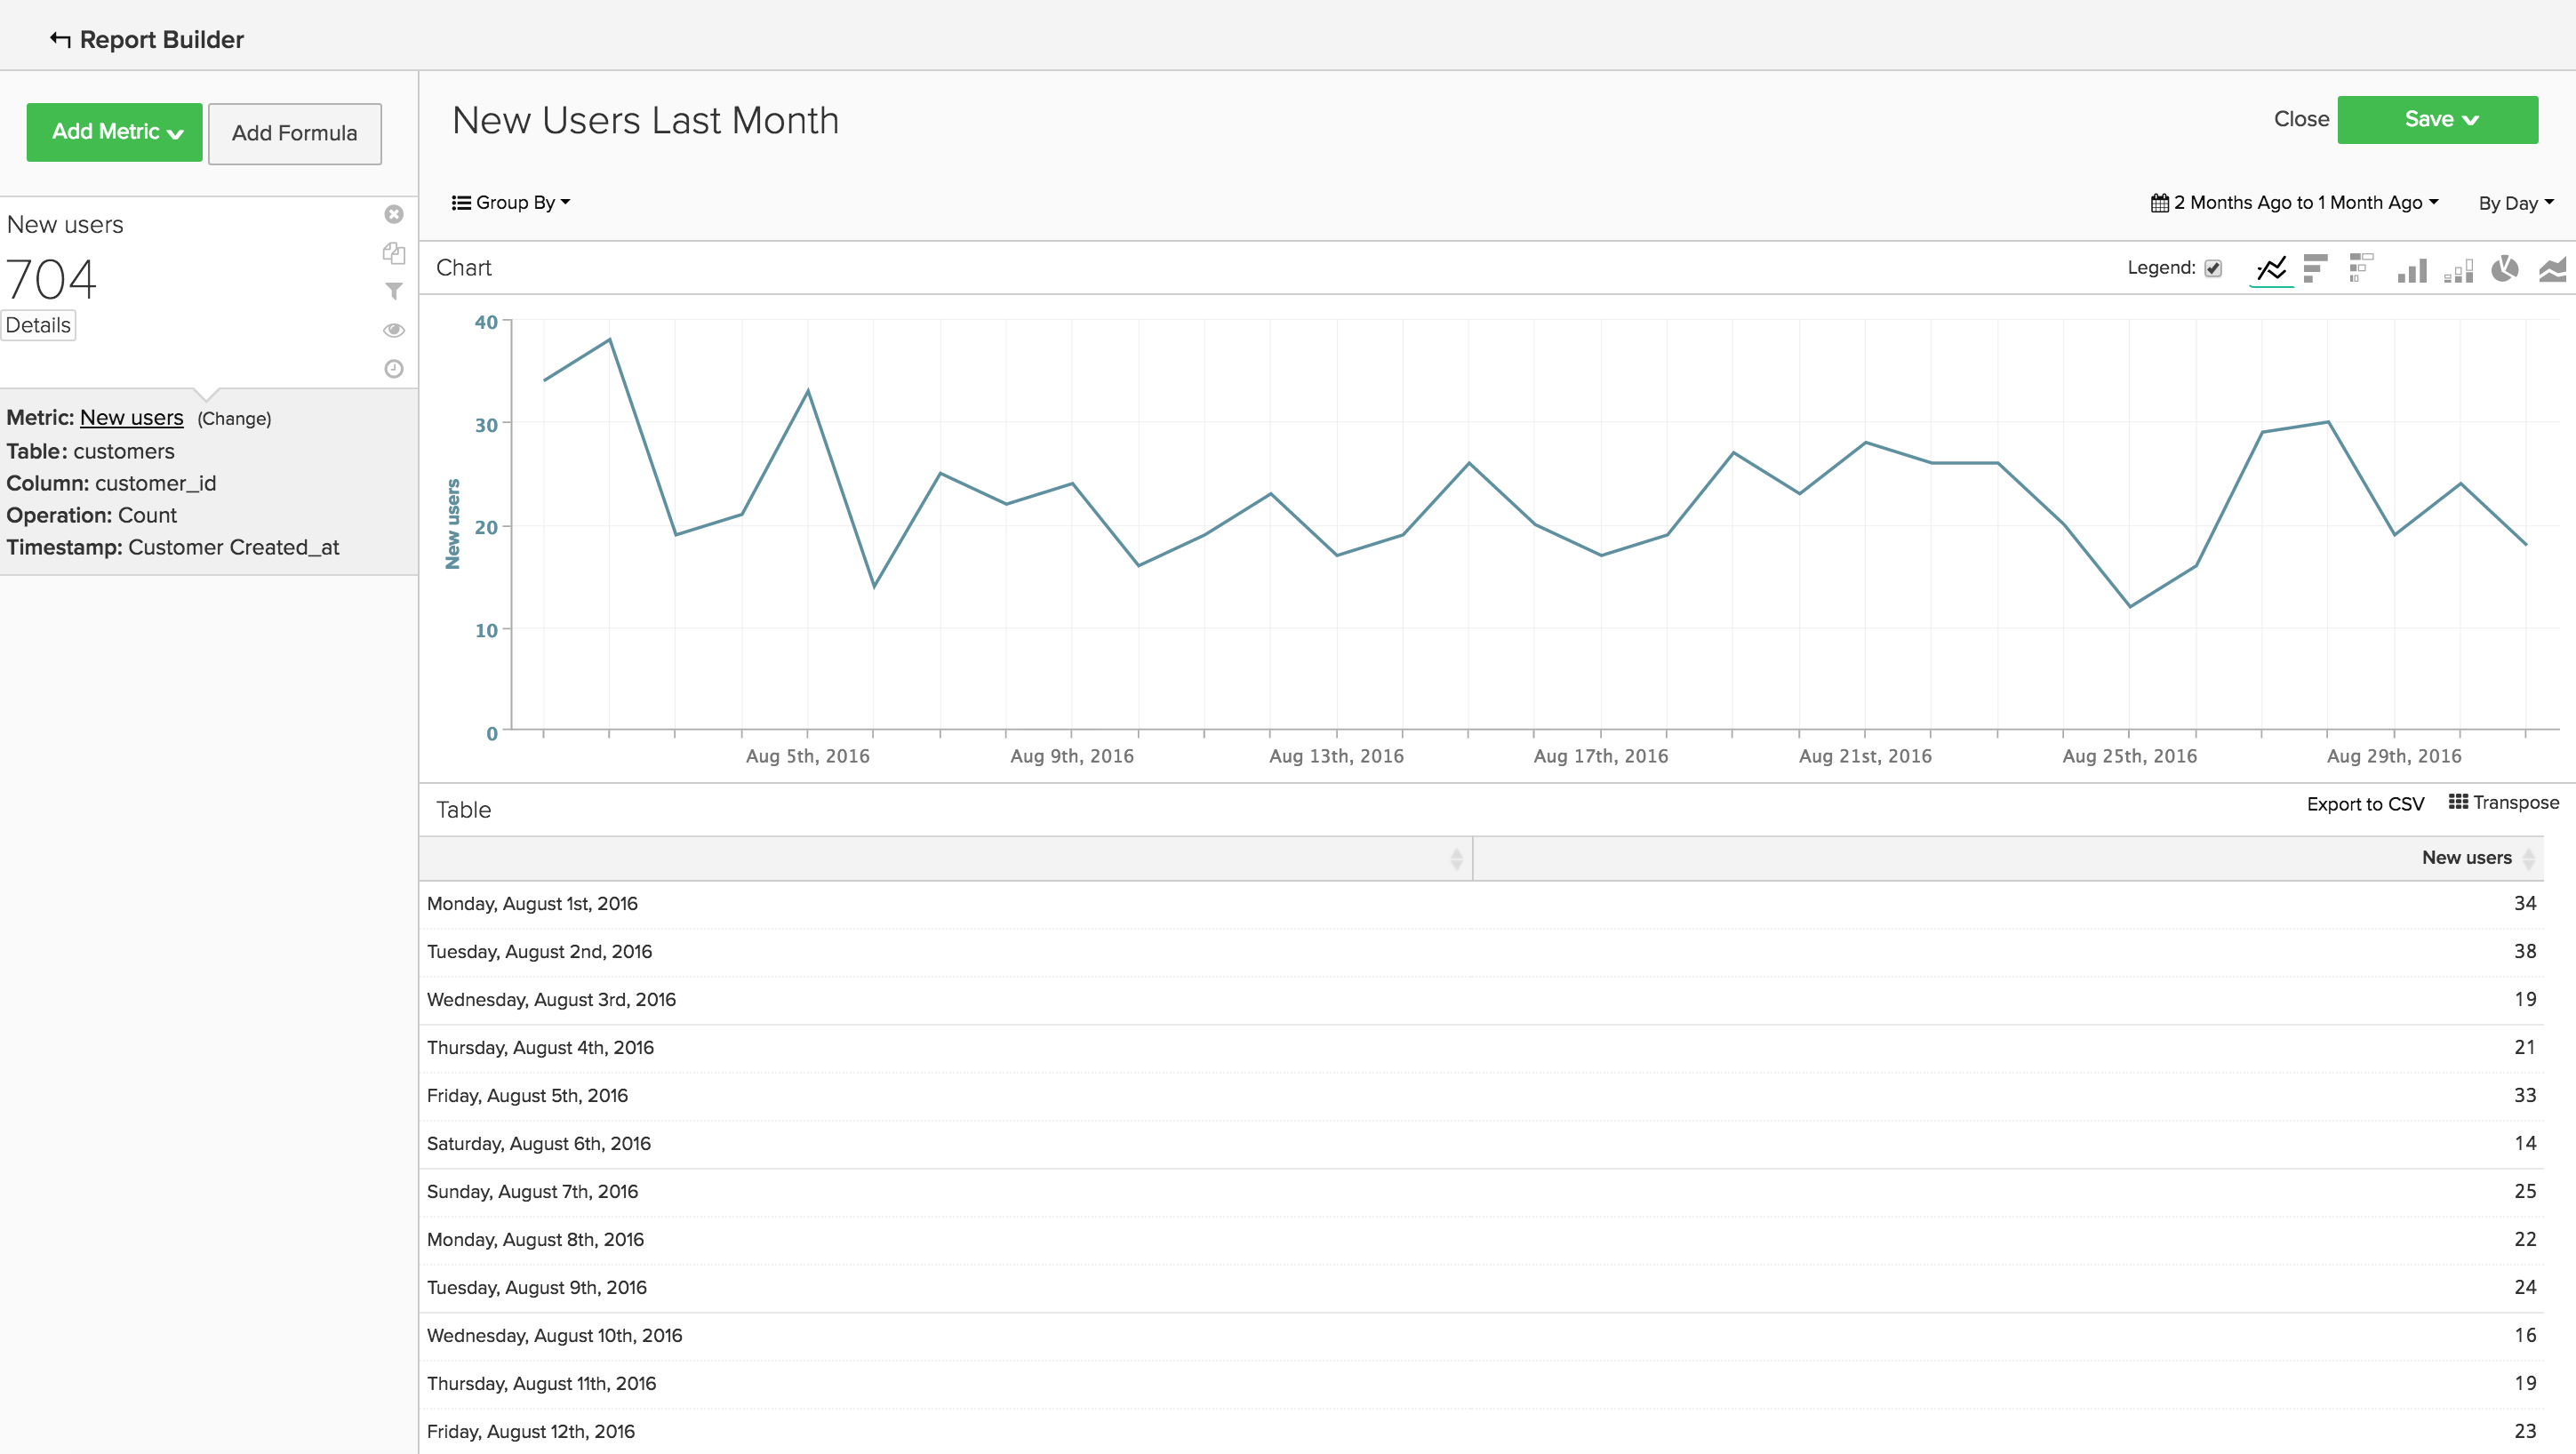 Report Builder
Add Metric
Add Formula
New users
704
Details
Metric: New users (Change)
Table: customers
Column: customer_id
Operation: Count
Timestamp: Customer Created_at
New Users Last Month
Close
Save
Group By
2 Months Ago to 1 Month Ago
By Day
Chart
Legend:
40
30
20
10
0
New users
Aug 5th, 2016
Aug 9th, 2016
Aug 13th, 2016
Aug 17th, 2016
Aug 21st, 2016
Aug 25th, 2016
Aug 29th, 2016
Table
Export to CSV
Transpose
New users
Monday, August 1st, 2016 34
Tuesday, August 2nd, 2016 38
Wednesday, August 3rd, 2016 19
Thursday, August 4th, 2016 21
Friday, August 5th, 2016 33
Saturday, August 6th, 2016 14
Sunday, August 7th, 2016 25
Monday, August 8th, 2016 22
Tuesday, August 9th, 2016 24
Wednesday, August 10th, 2016 16
Thursday, August 11th, 2016 19
Friday, August 12th, 2016 23